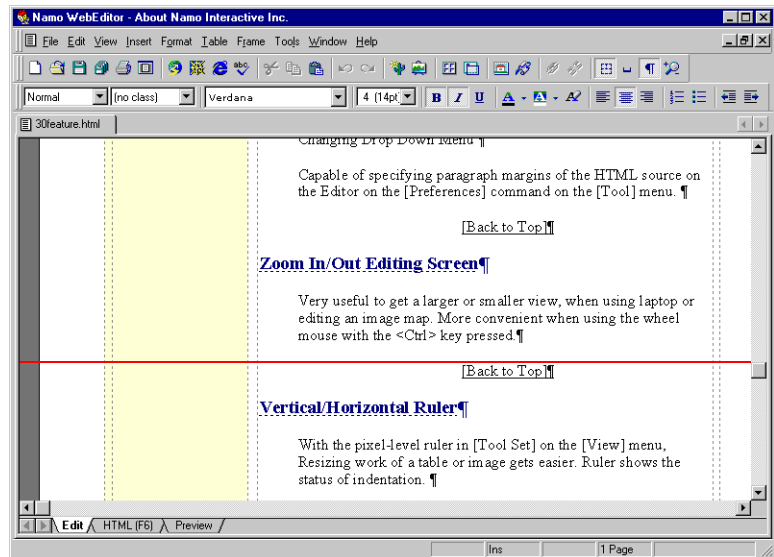 Namo WebEditor - About Namo Interactive Inc.
File Edit View Insert Format Table Frame Tools Window Help
Normal (no class) Verdana 4 (14pt B I U
30feature.html
Changing Drop Down Menu ¶
Capable of specifying paragraph margins of the HTML source on
the Editor on the [Preferences] command on the [Tool] menu. ¶
[Back to Top]¶
Zoom In/Out Editing Screen¶
Very useful to get a larger or smaller view, when using laptop or
editing an image map. More convenient when using the wheel
mouse with the <Ctrl> key pressed.¶
[Back to Top]¶
Vertical/Horizontal Ruler¶
With the pixel-level ruler in [Tool Set] on the [View] menu,
Resizing work of a table or image gets easier. Ruler shows the
status of indentation. ¶
Edit HTML (F6) Preview
Ins 1 Page